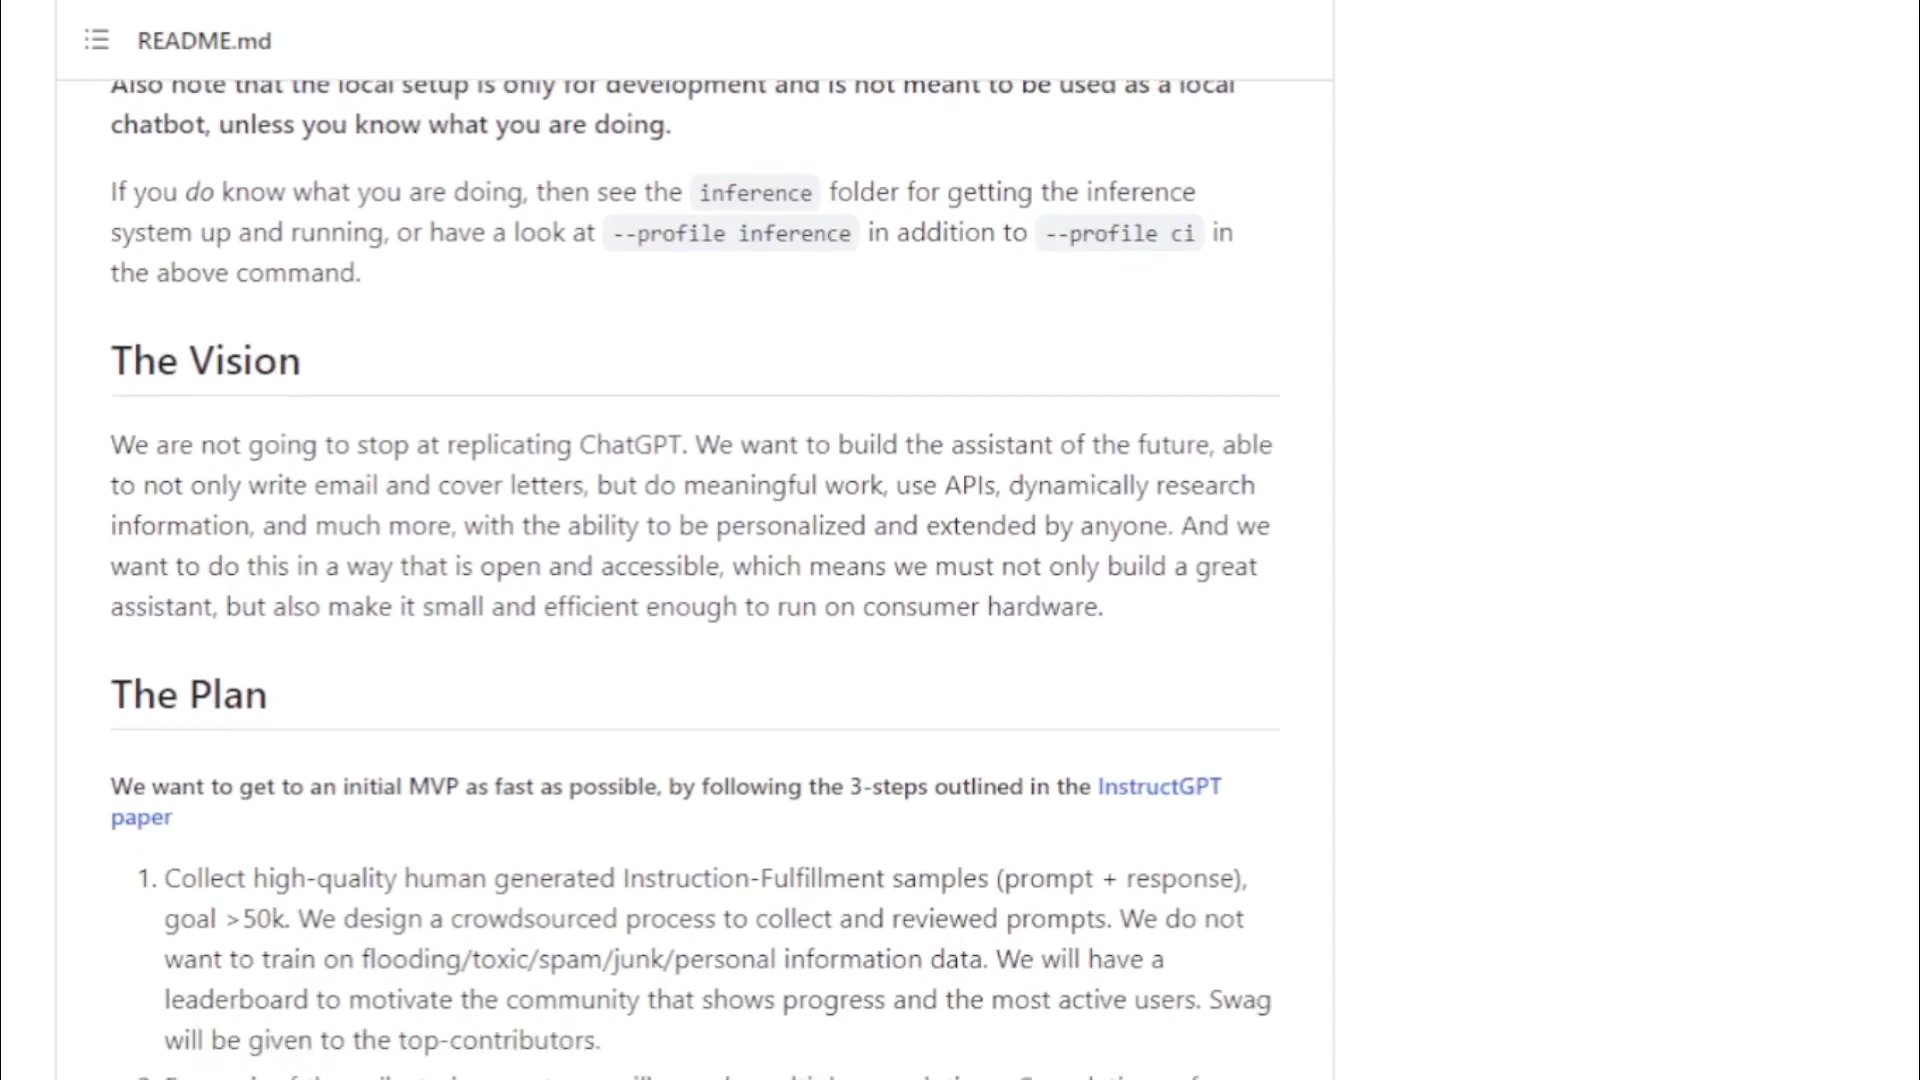 README.md
Also note that the local setup is only for development and is not meant to be used as a local
chatbot, unless you know what you are doing.
If you do know what you are doing, then see the inference folder for getting the inference
system up and running, or have a look at --profile inference in addition to --profile ci in
the above command.
The Vision
We are not going to stop at replicating ChatGPT. We want to build the assistant of the future, able
to not only write email and cover letters, but do meaningful work, use APIs, dynamically research
information, and much more, with the ability to be personalized and extended by anyone. And we
want to do this in a way that is open and accessible, which means we must not only build a great
assistant, but also make it small and efficient enough to run on consumer hardware.
The Plan
We want to get to an initial MVP as fast as possible, by following the 3-steps outlined in the InstructGPT
paper
1. Collect high-quality human generated Instruction-Fulfillment samples (prompt + response),
goal >50k. We design a crowdsourced process to collect and reviewed prompts. We do not
want to train on flooding/toxic/spam/junk/personal information data. We will have a
leaderboard to motivate the community that shows progress and the most active users. Swag
will be given to the top-contributors.